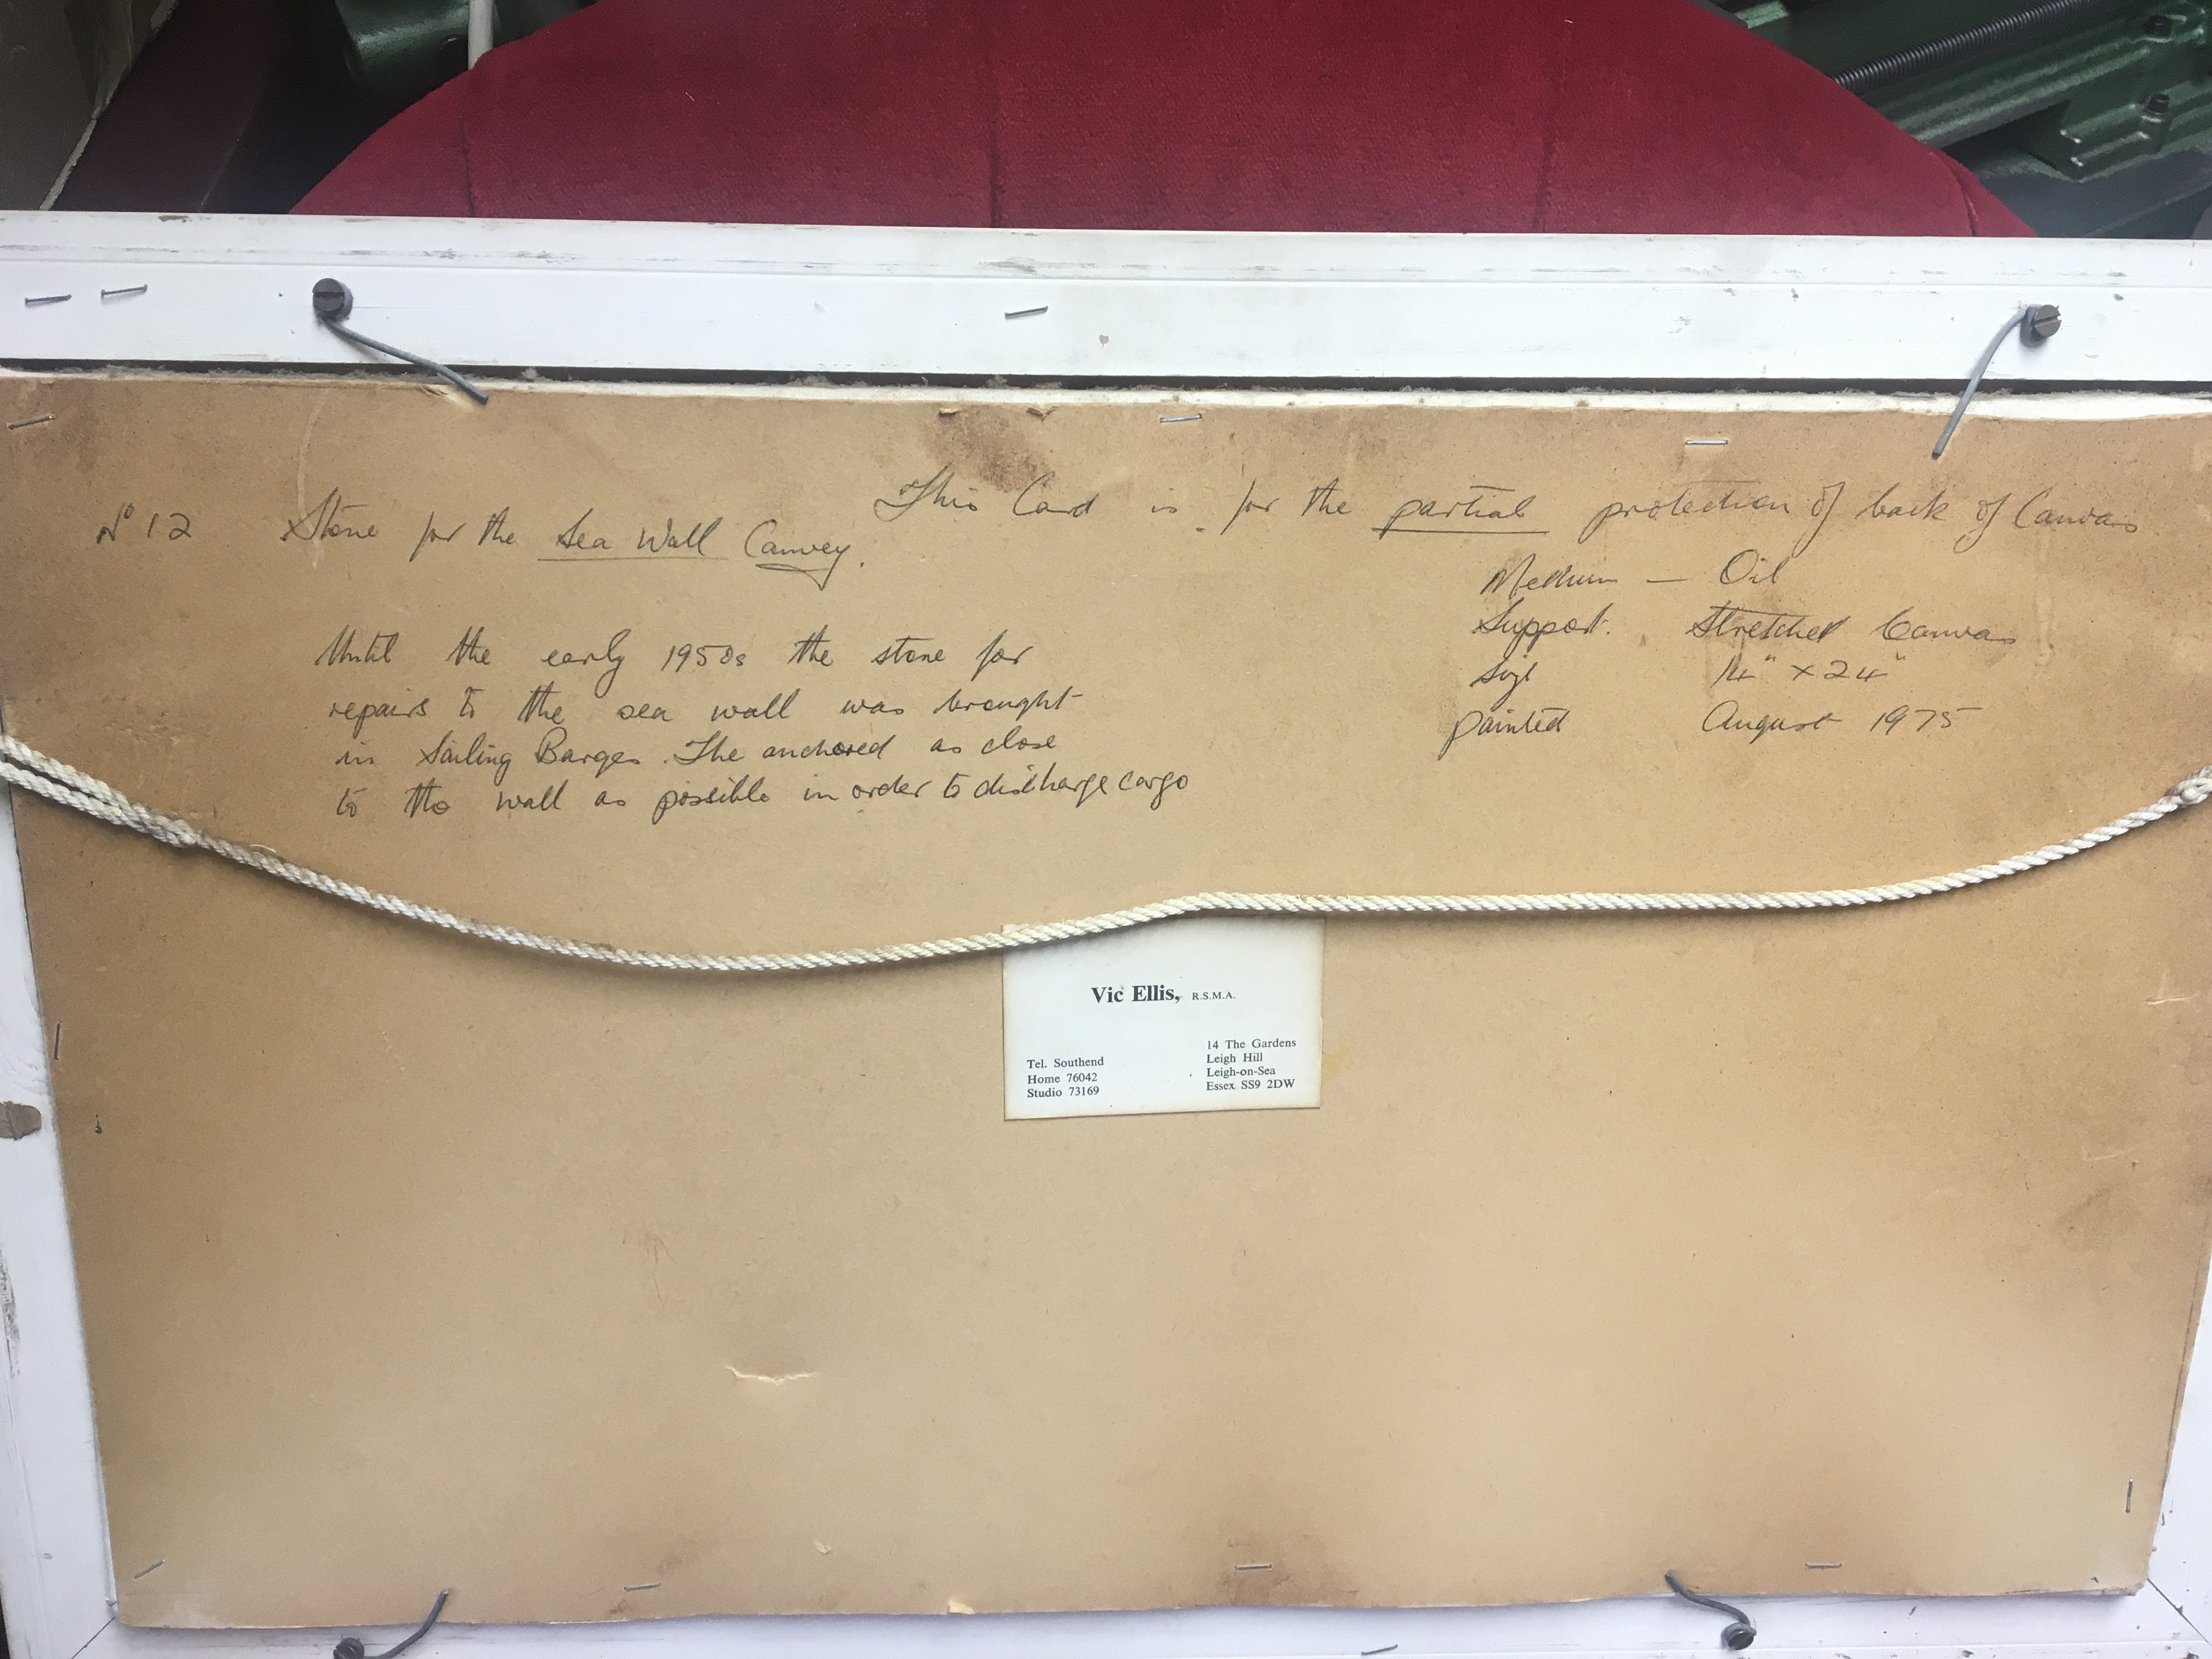 This Card is for the partial protection of back of Canvas
No 12 Stone for the Sea Wall Canvey.
Medium — Oil
Support. Stretched Canvas
Size 14" x 24"
painted August 1975
Until the early 1950s the stone for
repairs to the sea wall was brought
in Sailing Barges. The anchored as close
to the wall as possible in order to discharge cargo
Vic Ellis, R.S.M.A.
Tel. Southend
Home 76042
Studio 73169
14 The Gardens
Leigh Hill
Leigh-on-Sea
Essex SS9 2DW